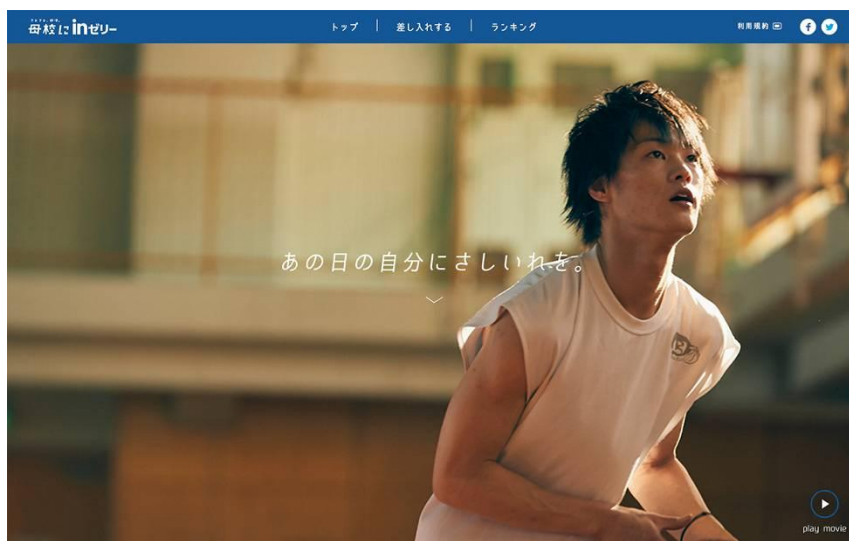 母校にinゼリー
トップ
差し入れする
ランキング
利用規約
あの日の自分にさしいれを。
play movie